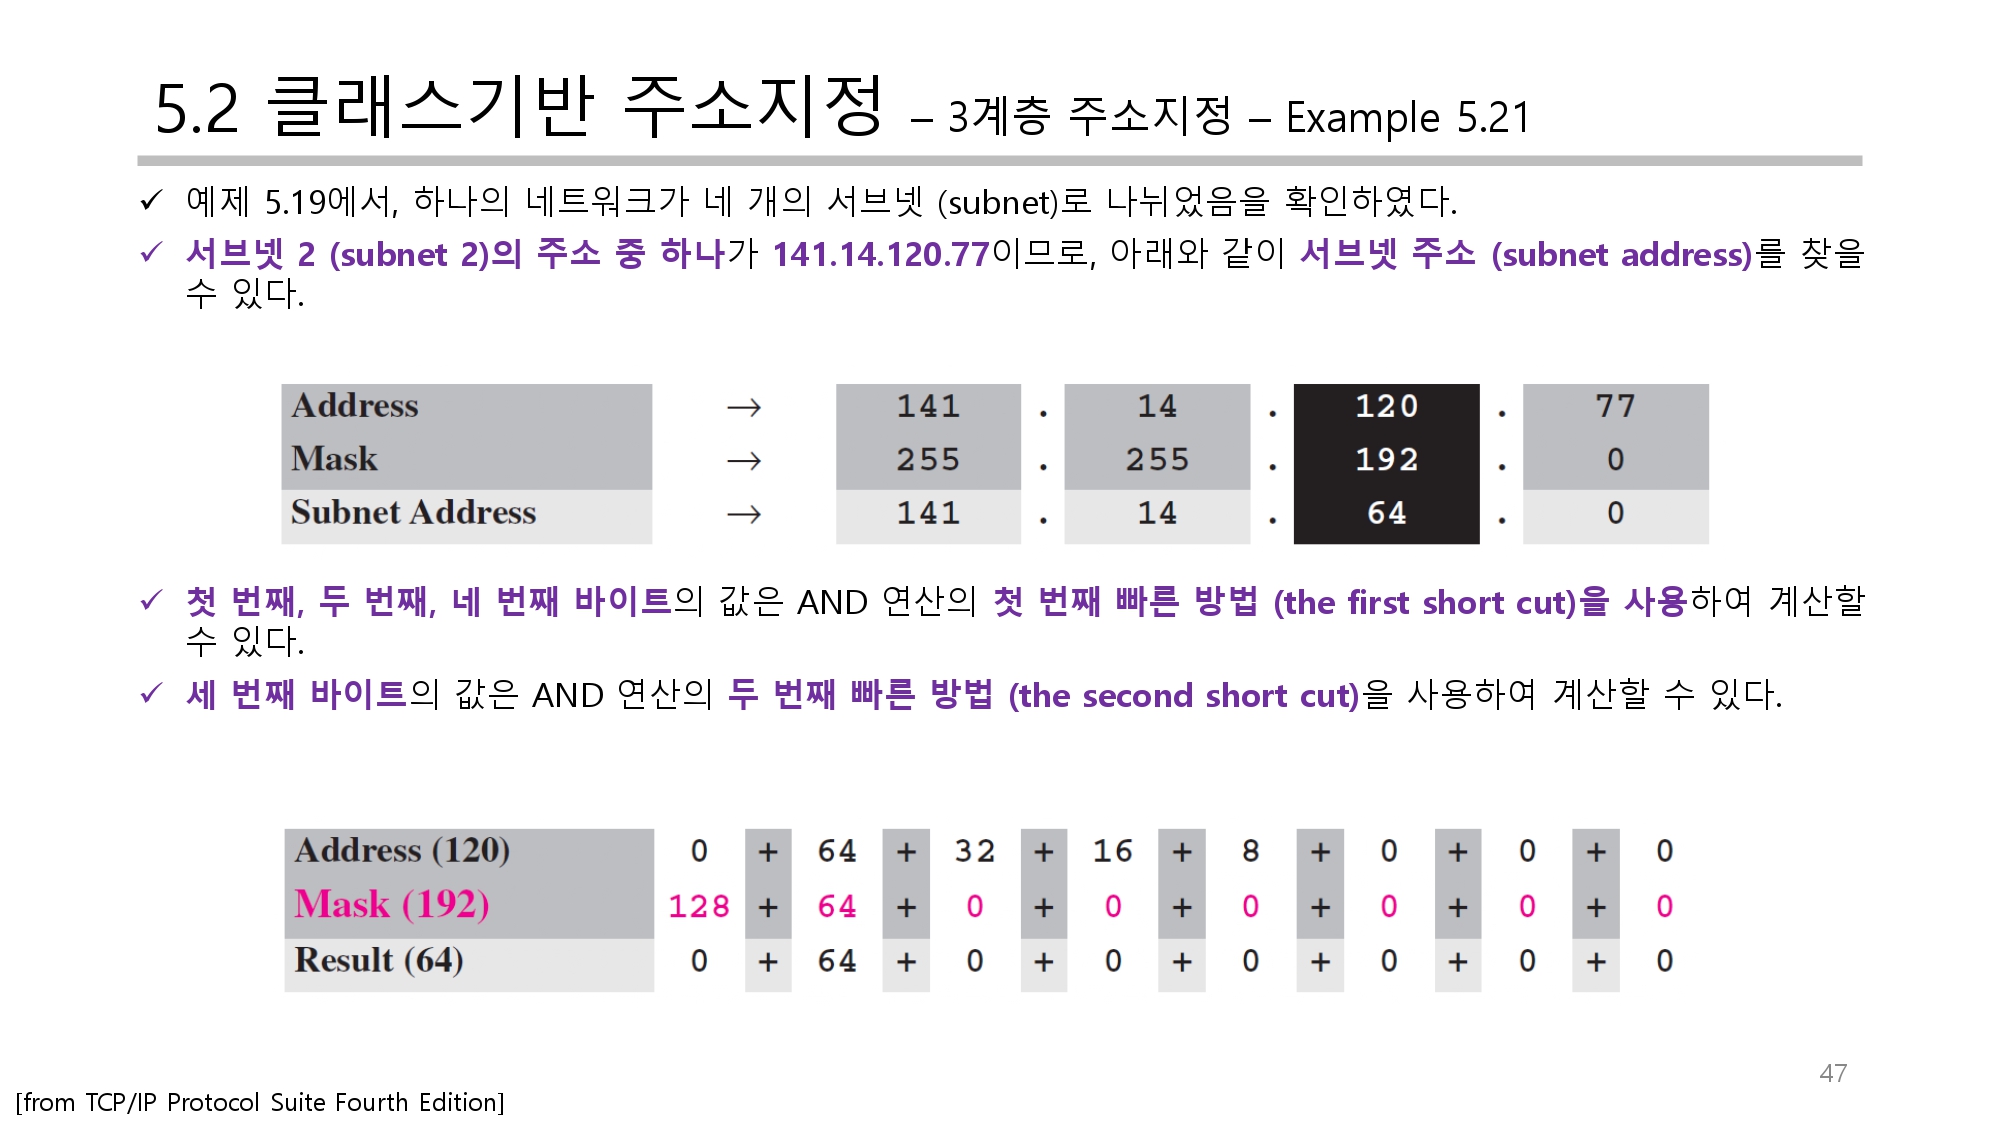 5.2 클래스기반 주소지정 – 3계층 주소지정 – Example 5.21
✓ 예제 5.19에서, 하나의 네트워크가 네 개의 서브넷 (subnet)로 나뉘었음을 확인하였다.
✓ 서브넷 2 (subnet 2)의 주소 중 하나가 141.14.120.77이므로, 아래와 같이 서브넷 주소 (subnet address)를 찾을
수 있다.
Address → 141 . 14 . 120 . 77
Mask → 255 . 255 . 192 . 0
Subnet Address → 141 . 14 . 64 . 0
✓ 첫 번째, 두 번째, 네 번째 바이트의 값은 AND 연산의 첫 번째 빠른 방법 (the first short cut)을 사용하여 계산할
수 있다.
✓ 세 번째 바이트의 값은 AND 연산의 두 번째 빠른 방법 (the second short cut)을 사용하여 계산할 수 있다.
Address (120) 0 + 64 + 32 + 16 + 8 + 0 + 0 + 0
Mask (192) 128 + 64 + 0 + 0 + 0 + 0 + 0 + 0
Result (64) 0 + 64 + 0 + 0 + 0 + 0 + 0 + 0
47
[from TCP/IP Protocol Suite Fourth Edition]